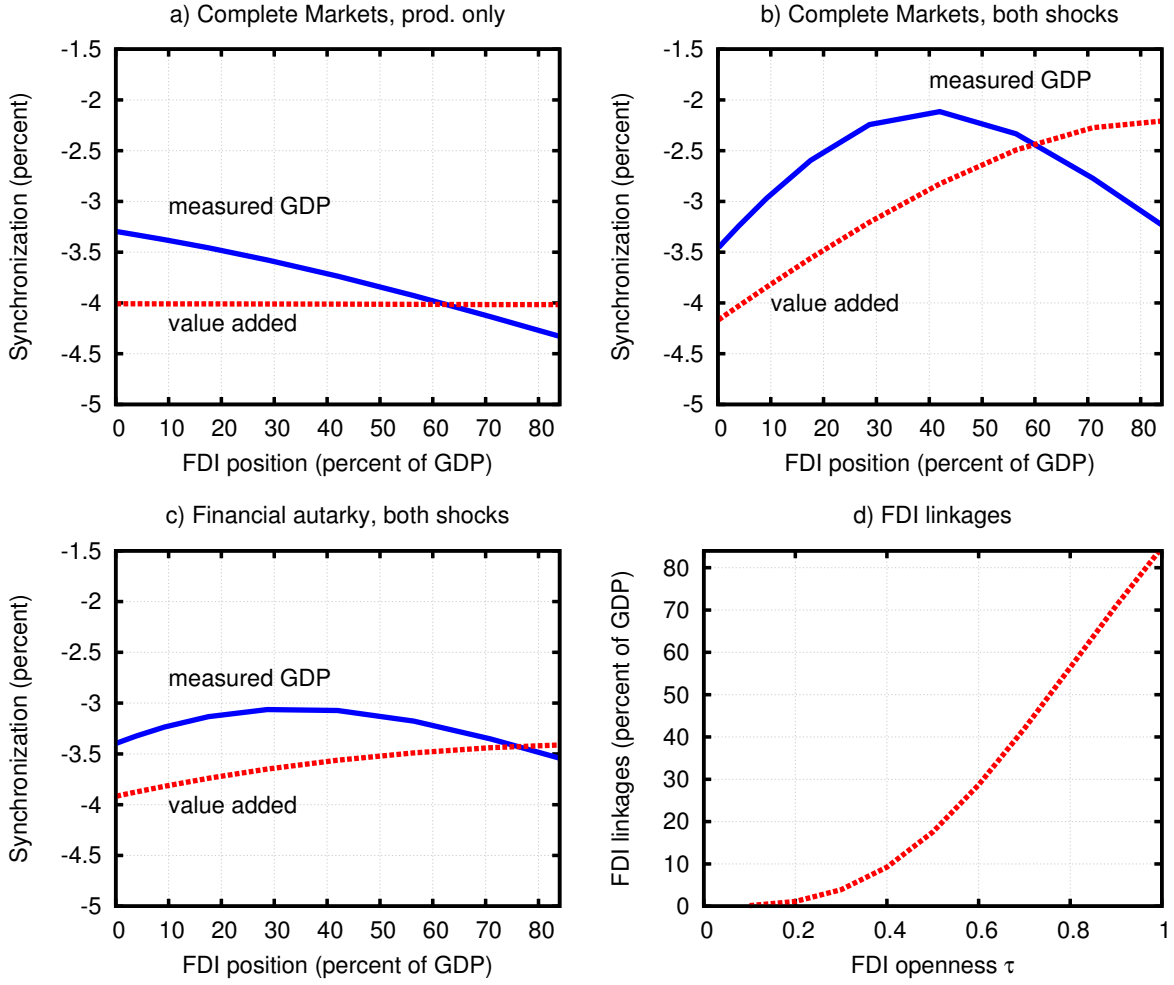 a) Complete Markets, prod. only
-1.5
-2
-2.5
-3
-3.5
-4
-4.5
-5
Synchronization (percent)
measured GDP
value added
0 10 20 30 40 50 60 70 80
FDI position (percent of GDP)
b) Complete Markets, both shocks
-1.5
-2
-2.5
-3
-3.5
-4
-4.5
-5
Synchronization (percent)
measured GDP
value added
0 10 20 30 40 50 60 70 80
FDI position (percent of GDP)
c) Financial autarky, both shocks
-1.5
-2
-2.5
-3
-3.5
-4
-4.5
-5
Synchronization (percent)
measured GDP
value added
0 10 20 30 40 50 60 70 80
FDI position (percent of GDP)
d) FDI linkages
80
70
60
50
40
30
20
10
0
FDI linkages (percent of GDP)
0 0.2 0.4 0.6 0.8 1
FDI openness τ